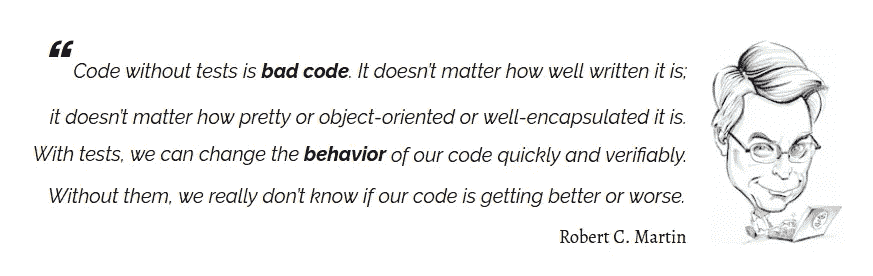 “ Code without tests is bad code. It doesn't matter how well written it is;
it doesn't matter how pretty or object-oriented or well-encapsulated it is.
With tests, we can change the behavior of our code quickly and verifiably.
Without them, we really don't know if our code is getting better or worse.
Robert C. Martin